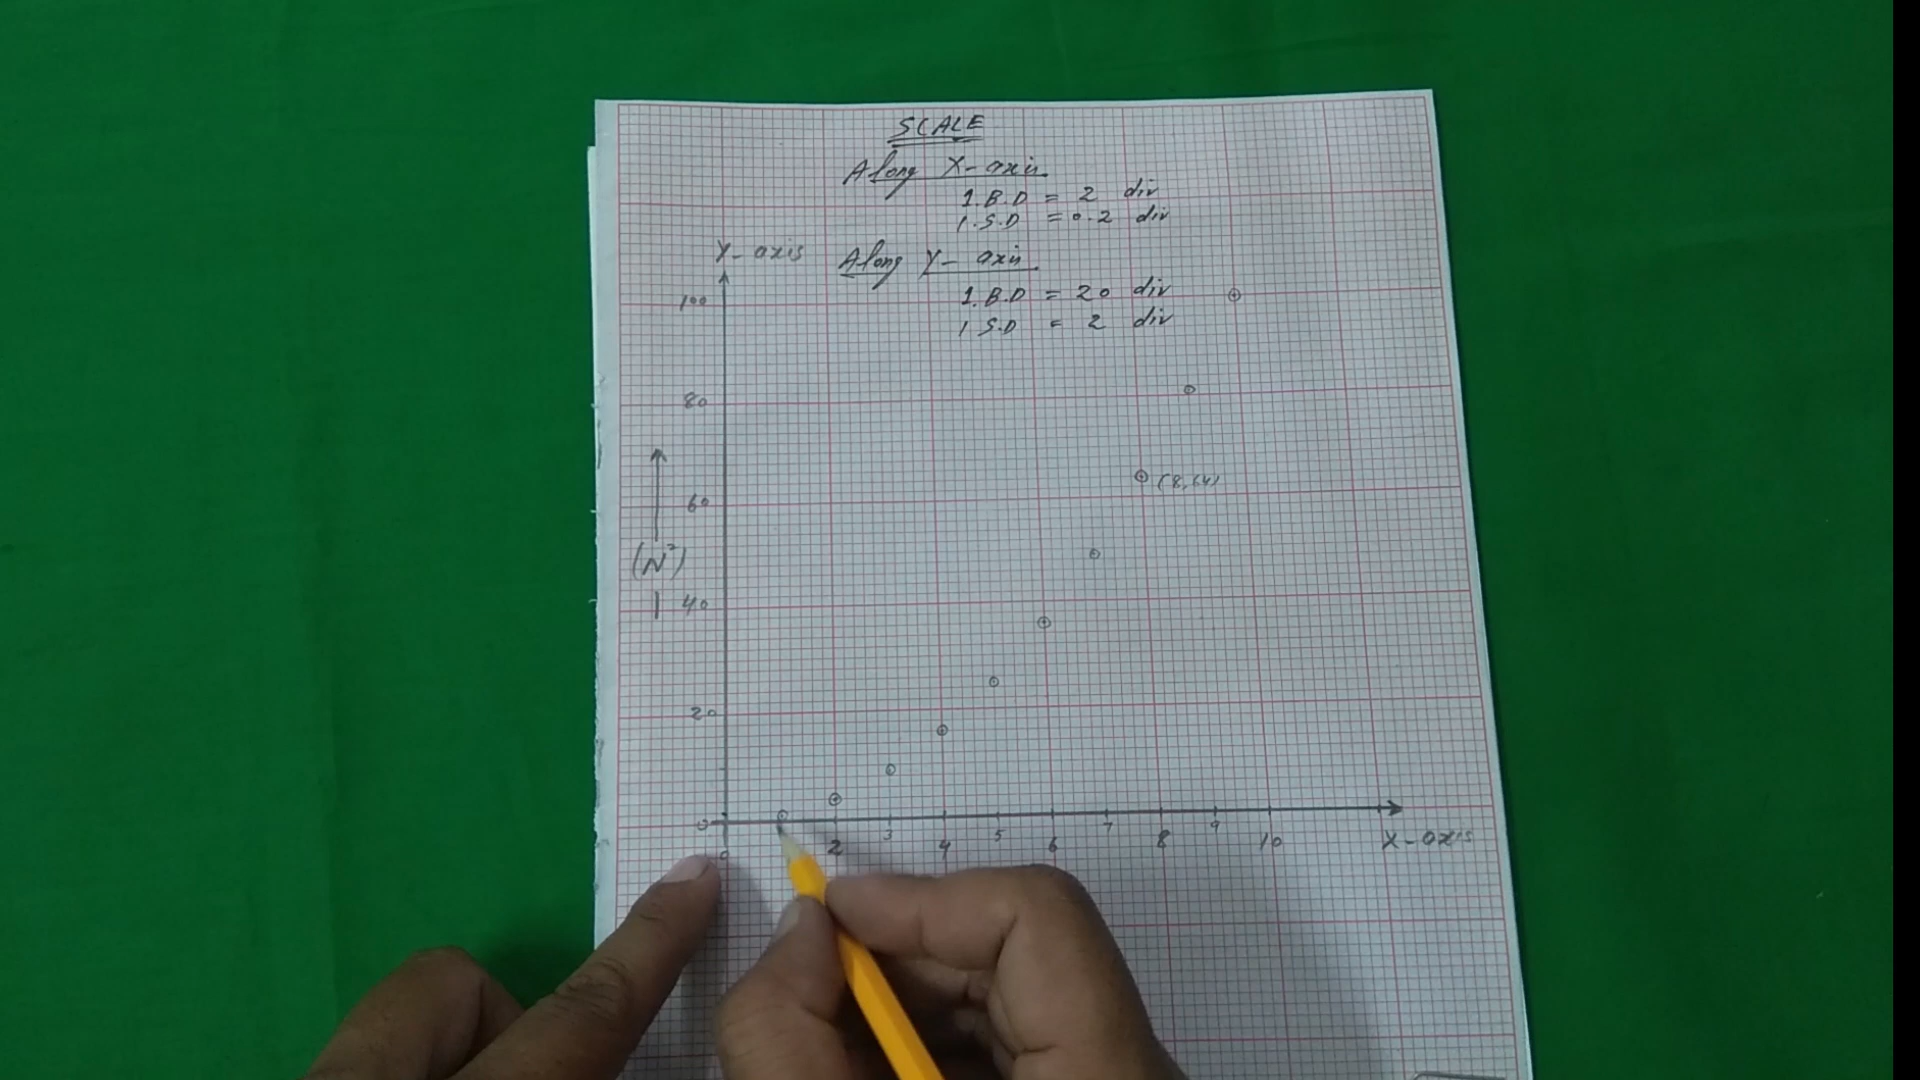 SCALE
Along X-axis
1.B.D = 2 div
1.S.D = 0.2 div
Y-axis
Along Y-axis
1.B.D = 20 div
1 S.D = 2 div
100
80
(8,64)
60
(N²)
40
20
0
0 2 3 4 5 6 7 8 9 10
X-axis